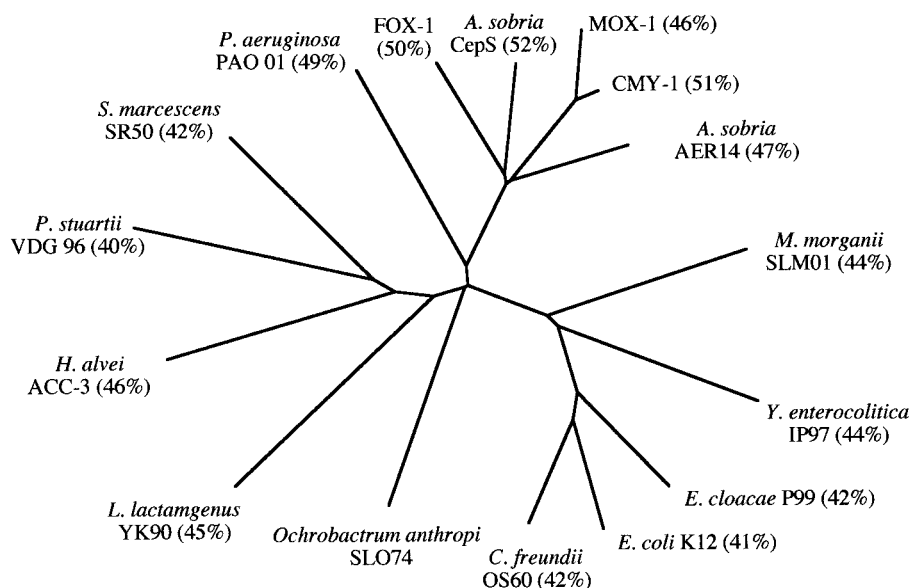 FOX-1
(50%)
A. sobria
CepS (52%)
MOX-1 (46%)
P. aeruginosa
PAO 01 (49%)
CMY-1 (51%)
S. marcescens
SR50 (42%)
A. sobria
AER14 (47%)
P. stuartii
VDG 96 (40%)
M. morganii
SLM01 (44%)
H. alvei
ACC-3 (46%)
Y. enterocolitica
IP97 (44%)
L. lactamgenus
YK90 (45%)
Ochrobactrum anthropi
SLO74
E. cloacae P99 (42%)
E. coli K12 (41%)
C. freundii
OS60 (42%)